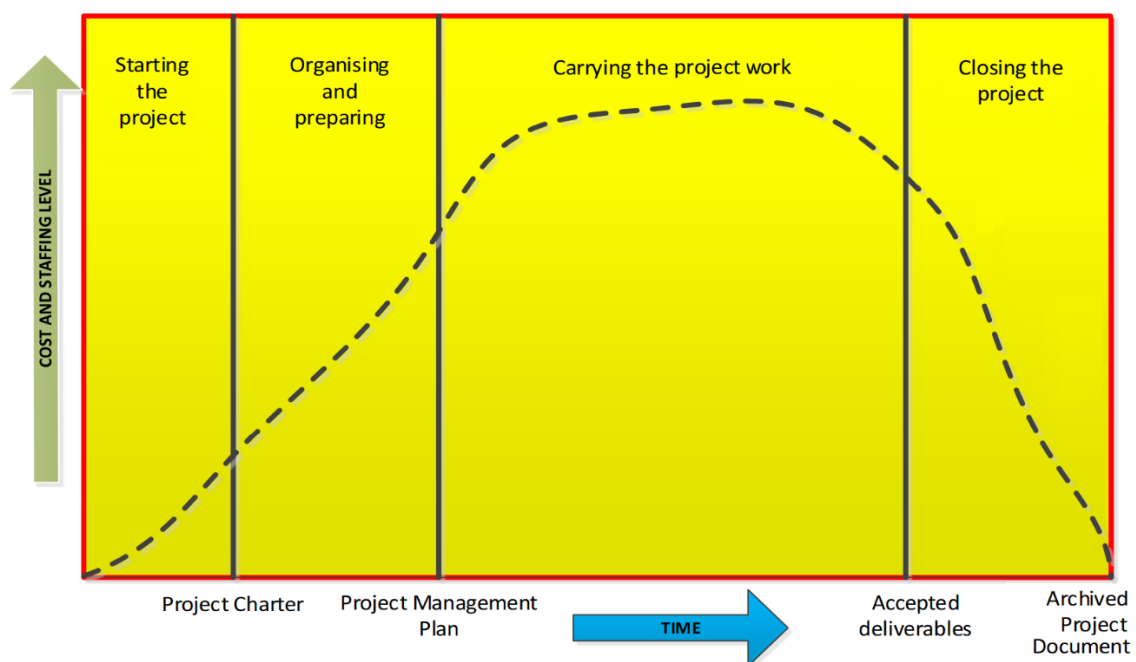 Starting
the
project
Organising
and
preparing
Carrying the project work
Closing the
project
COST AND STAFFING LEVEL
Project Charter
Project Management
Plan
TIME
Accepted
deliverables
Archived
Project
Document